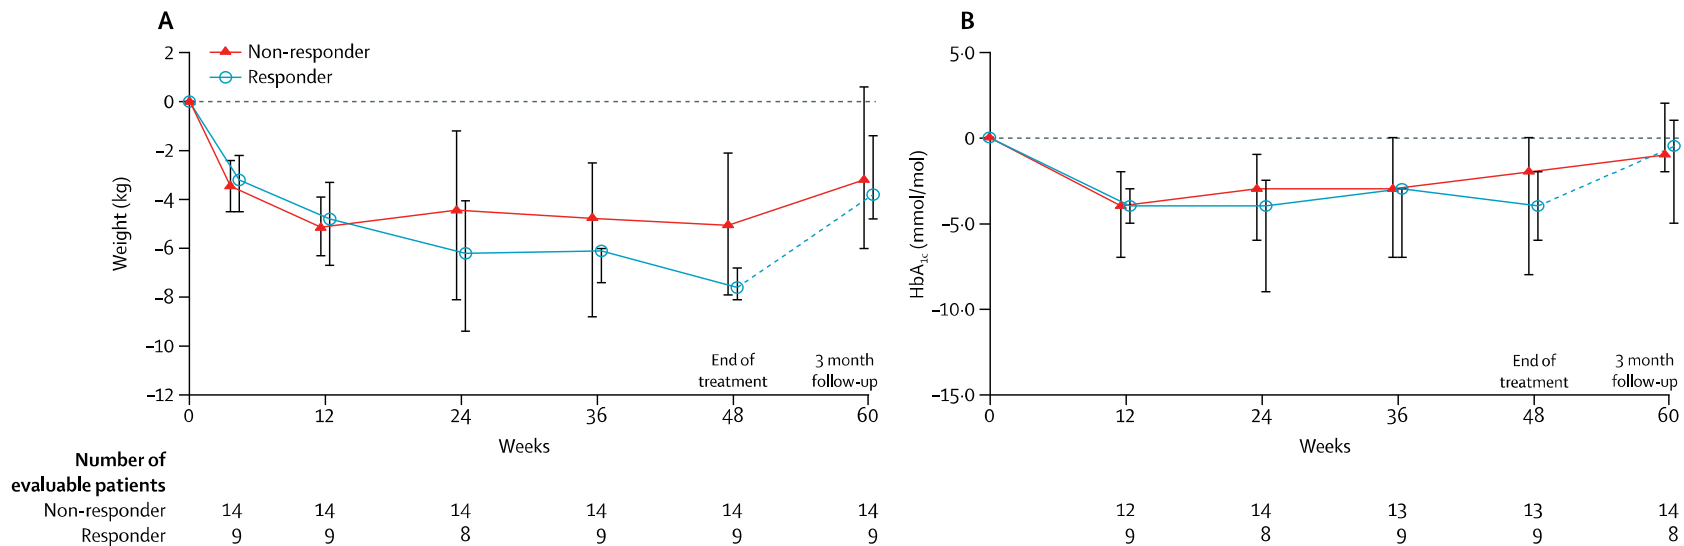 A
Non-responder
Responder
2
0
–2
–4
–6
–8
–10
–12
Weight (kg)
End of
treatment
3 month
follow-up
0 12 24 36 48 60
Weeks
B
5·0
0
–5·0
–10·0
–15·0
HbA1c (mmol/mol)
End of
treatment
3 month
follow-up
0 12 24 36 48 60
Weeks
Number of
evaluable patients
Non-responder 14 14 14 14 14 14 12 14 13 13 14
Responder 9 9 8 9 9 9 9 8 9 9 8